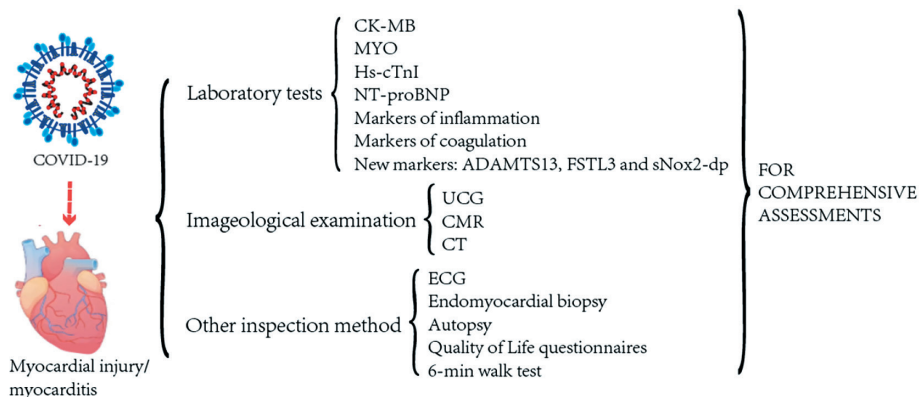 COVID-19
Myocardial injury/
myocarditis
Laboratory tests
CK-MB
MYO
Hs-cTnI
NT-proBNP
Markers of inflammation
Markers of coagulation
New markers: ADAMTS13, FSTL3 and sNox2-dp
Imageological examination
UCG
CMR
CT
Other inspection method
ECG
Endomyocardial biopsy
Autopsy
Quality of Life questionnaires
6-min walk test
FOR
COMPREHENSIVE
ASSESSMENTS